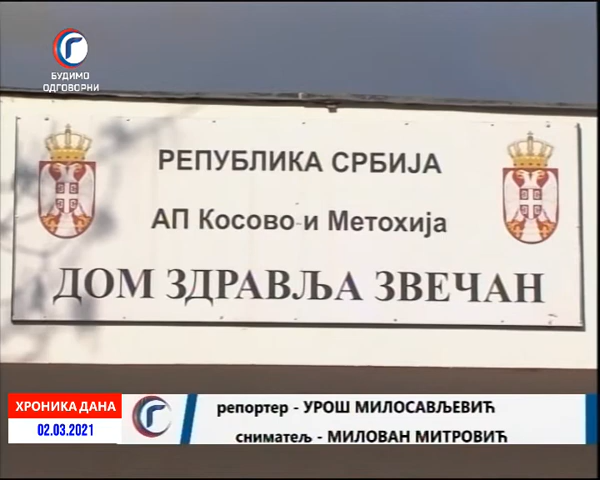 БУДИМО
ОДГОВОРНИ
РЕПУБЛИКА СРБИЈА
АП Косово и Метохија
ДОМ ЗДРАВЉА ЗВЕЧАН
ХРОНИКА ДАНА
02.03.2021
репортер - УРОШ МИЛОСАВЉЕВИЋ
сниматељ - МИЛОВАН МИТРОВИЋ